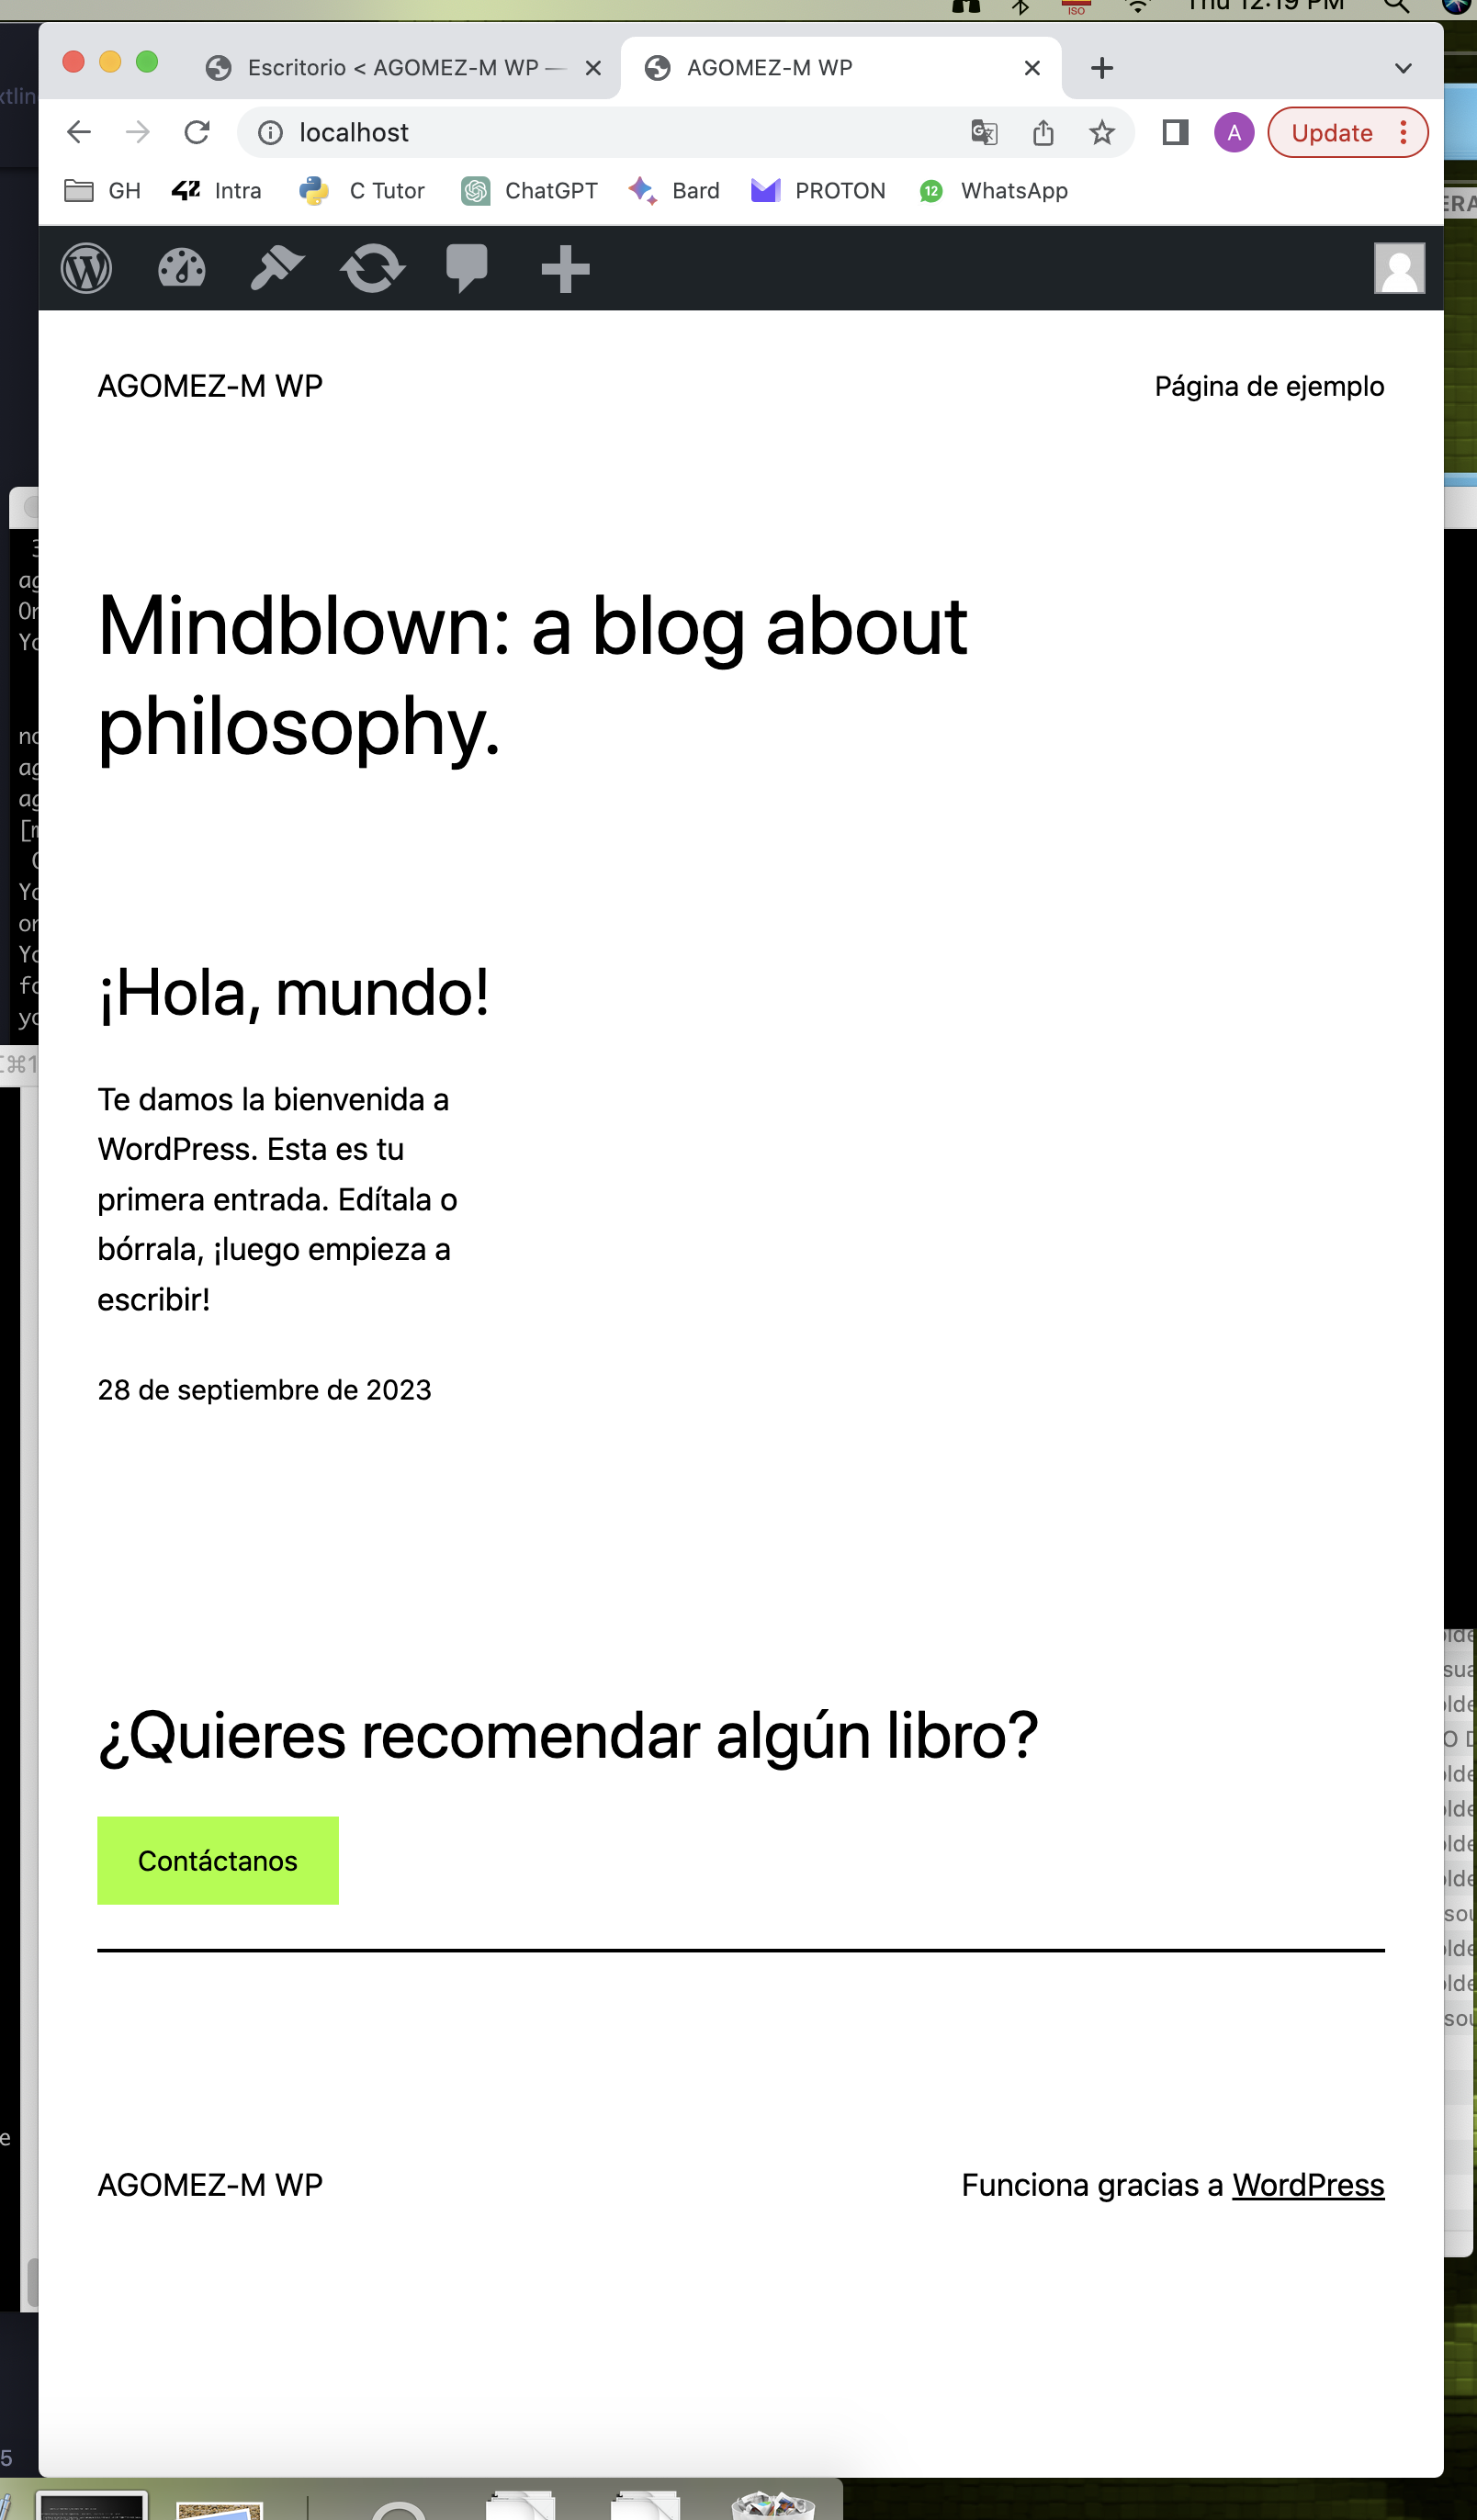 Thu 12:19 PM
ISO
Escritorio < AGOMEZ-M WP —
AGOMEZ-M WP
localhost
A
Update
GH
42 Intra
C Tutor
ChatGPT
Bard
PROTON
12
WhatsApp
AGOMEZ-M WP
Página de ejemplo
Mindblown: a blog about
philosophy.
¡Hola, mundo!
Te damos la bienvenida a
WordPress. Esta es tu
primera entrada. Edítala o
bórrala, ¡luego empieza a
escribir!
28 de septiembre de 2023
¿Quieres recomendar algún libro?
Contáctanos
AGOMEZ-M WP
Funciona gracias a WordPress